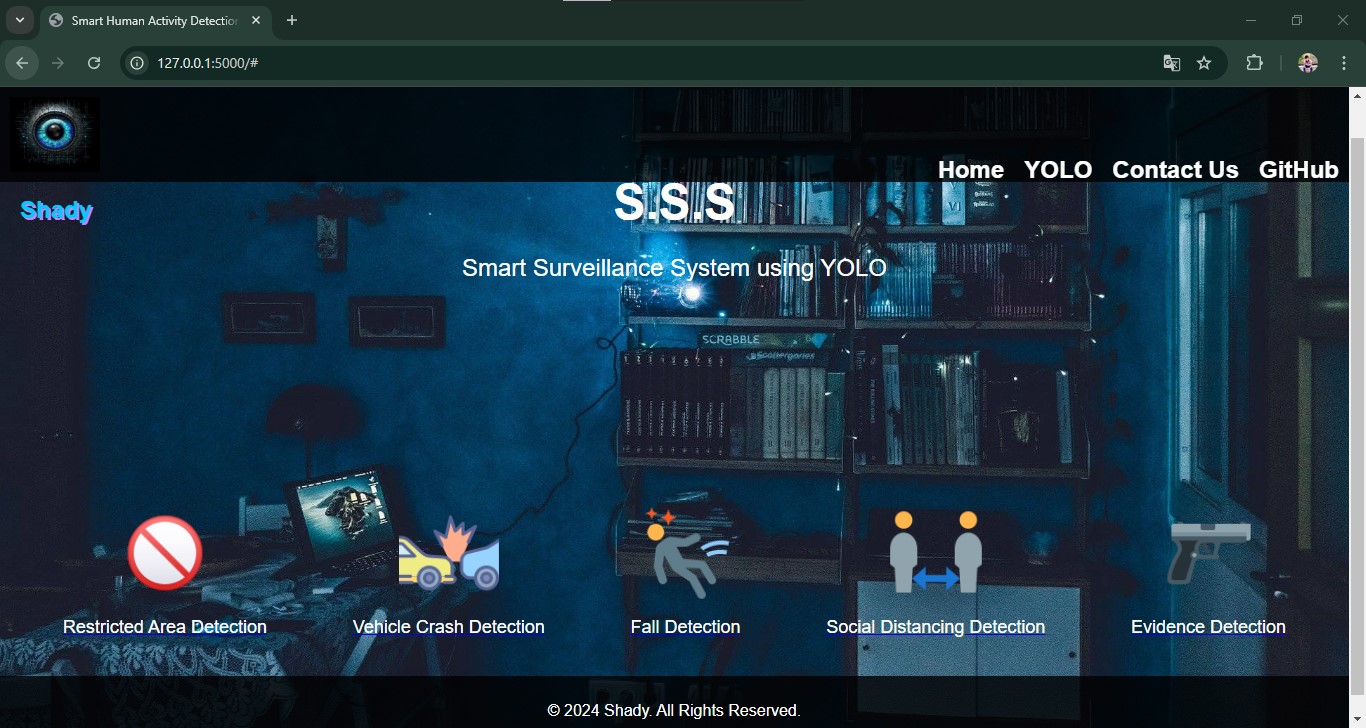 Smart Human Activity Detection
127.0.0.1:5000/#
Home YOLO Contact Us GitHub
Shady
S.S.S
Smart Surveillance System using YOLO
SCRABBLE
Scattergories
VI
Restricted Area Detection
Vehicle Crash Detection
Fall Detection
Social Distancing Detection
Evidence Detection
© 2024 Shady. All Rights Reserved.